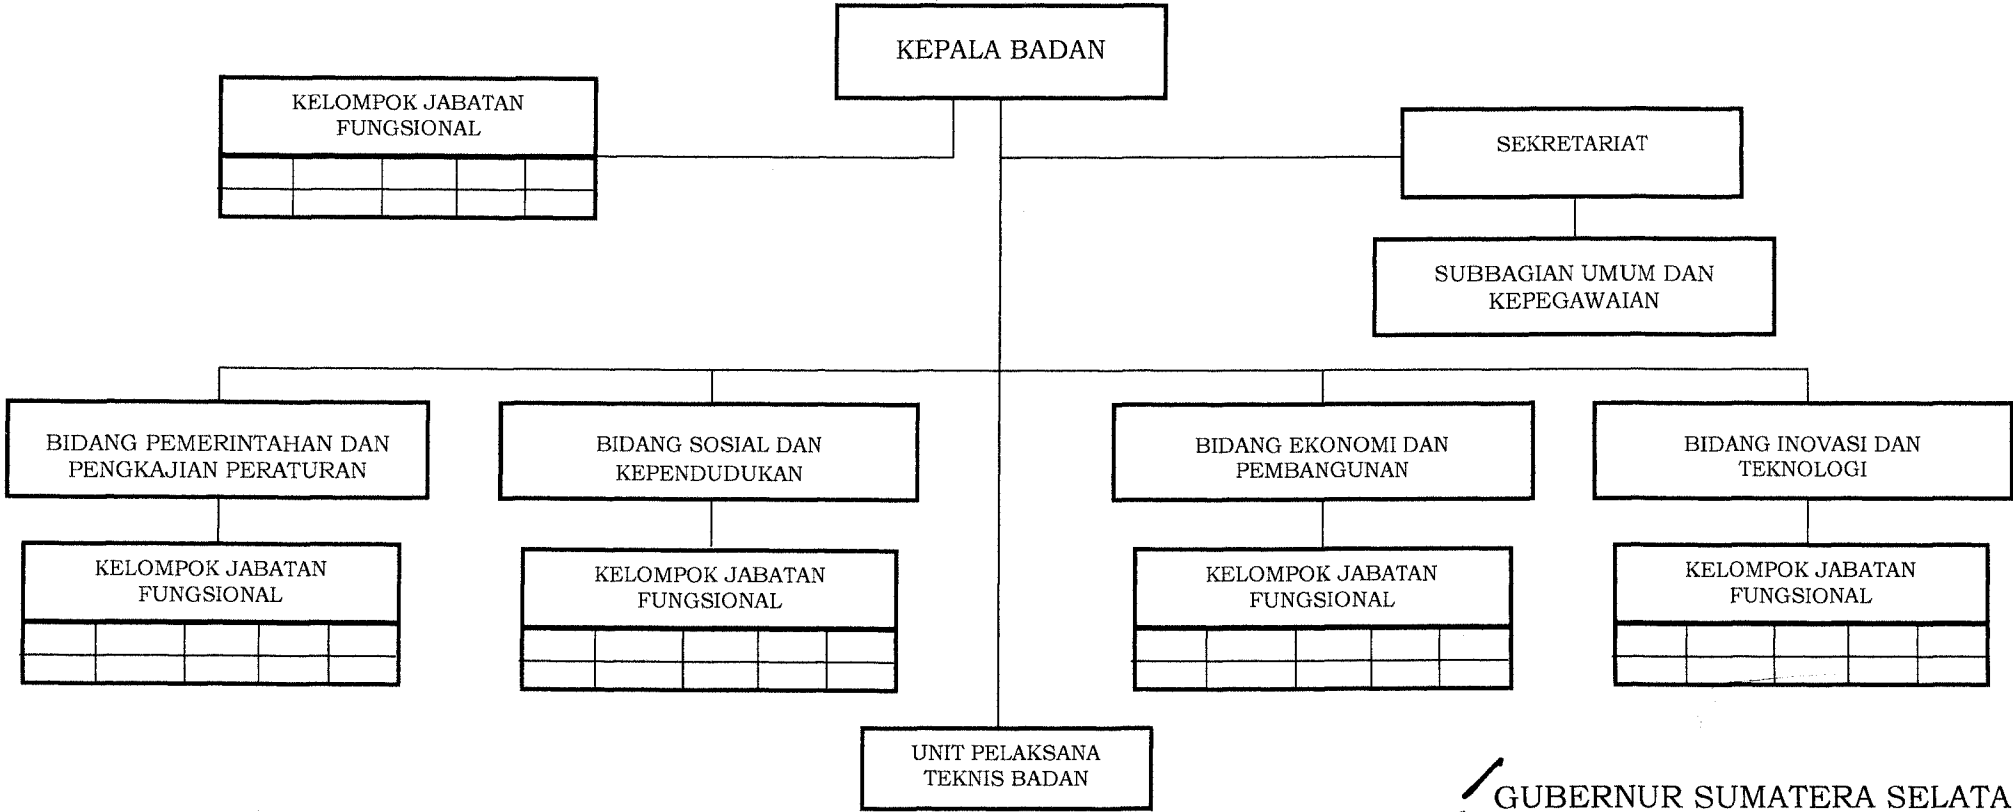 KEPALA BADAN
KELOMPOK JABATAN
FUNGSIONAL
SEKRETARIAT
SUBBAGIAN UMUM DAN
KEPEGAWAIAN
BIDANG PEMERINTAHAN DAN
PENGKAJIAN PERATURAN
BIDANG SOSIAL DAN
KEPENDUDUKAN
BIDANG EKONOMI DAN
PEMBANGUNAN
BIDANG INOVASI DAN
TEKNOLOGI
KELOMPOK JABATAN
FUNGSIONAL
KELOMPOK JABATAN
FUNGSIONAL
KELOMPOK JABATAN
FUNGSIONAL
KELOMPOK JABATAN
FUNGSIONAL
UNIT PELAKSANA
TEKNIS BADAN
GUBERNUR SUMATERA SELATA